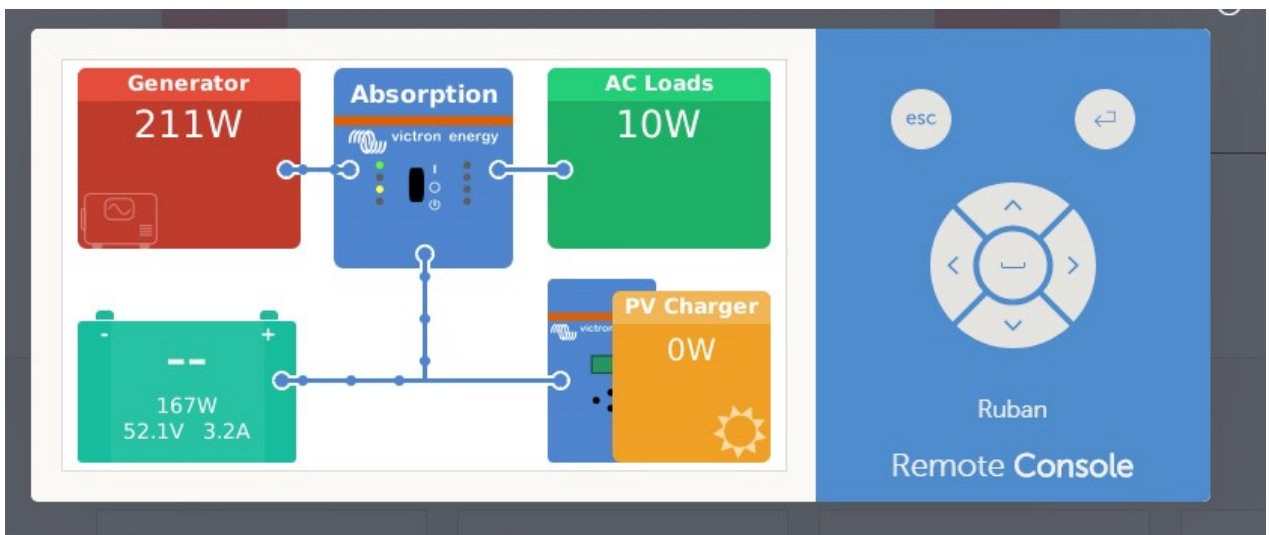 Generator
211W
Absorption
victron energy
AC Loads
10W
- +
--
167W
52.1V 3.2A
victron
PV Charger
0W
esc
Ruban
Remote Console